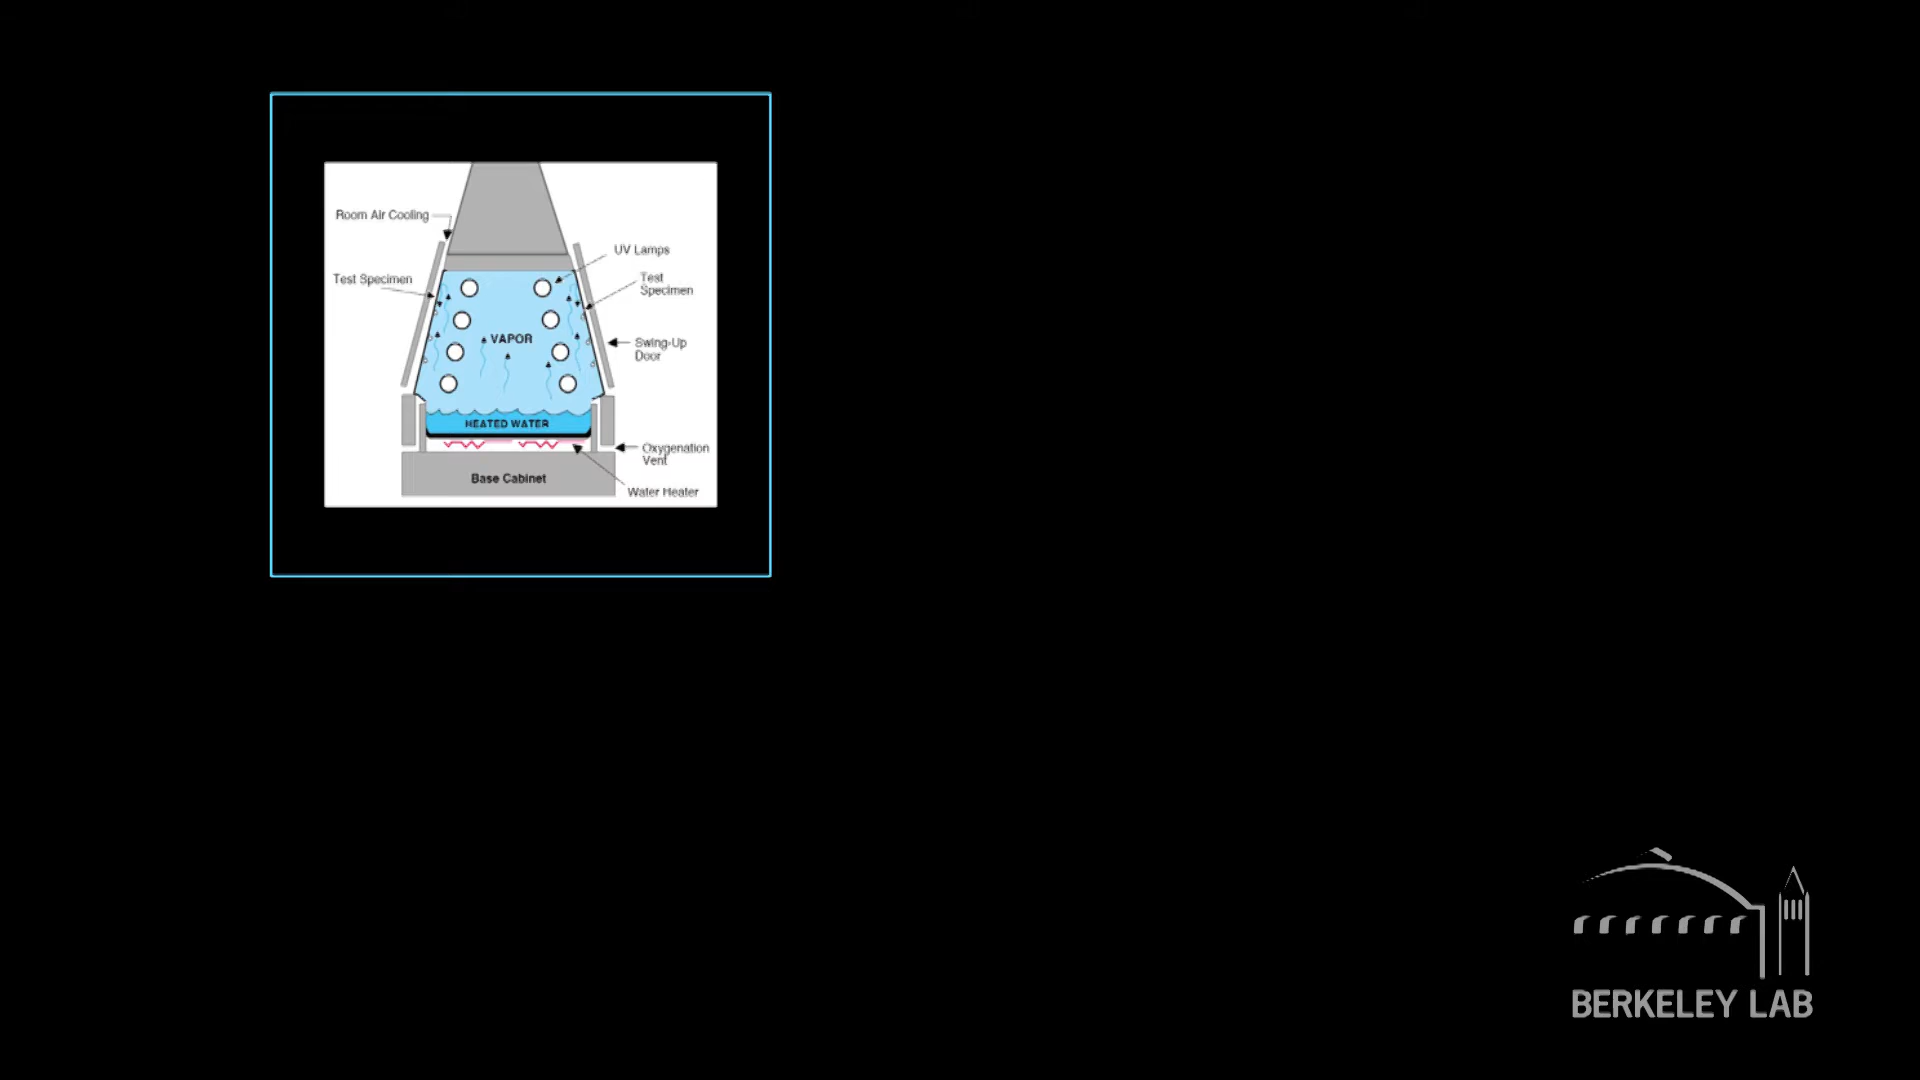 Room Air Cooling
UV Lamps
Test Specimen
Test
Specimen
VAPOR
Swing-Up
Door
HEATED WATER
Oxygenation
Vent
Base Cabinet
Water Heater
BERKELEY LAB